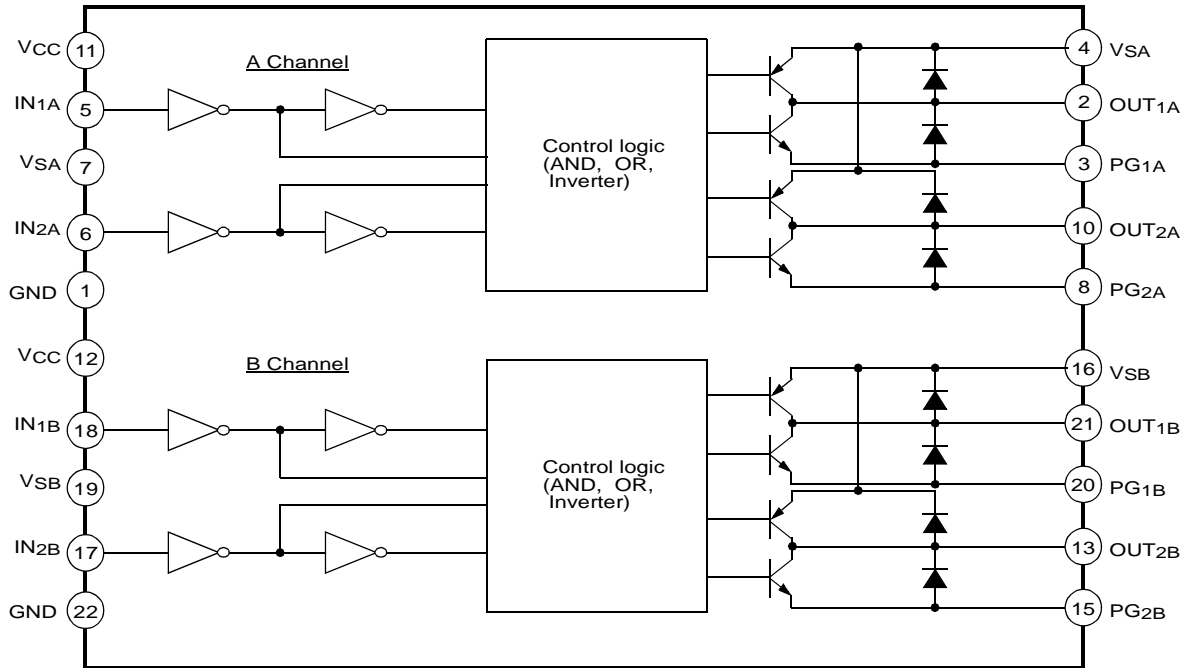 VCC 11
A Channel
4 VSA
IN1A 5
2 OUT1A
VSA 7
Control logic
(AND, OR,
Inverter)
3 PG1A
IN2A 6
10 OUT2A
GND 1
8 PG2A
VCC 12
B Channel
16 VSB
IN1B 18
21 OUT1B
VSB 19
Control logic
(AND, OR,
Inverter)
20 PG1B
IN2B 17
13 OUT2B
GND 22
15 PG2B